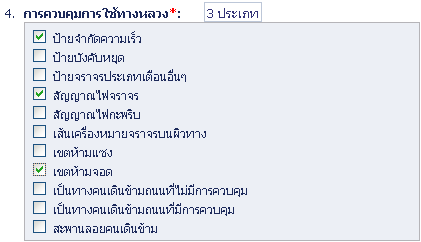 4. การควบคุมการใช้ทางหลวง*: 3 ประเภท
ป้ายจำกัดความเร็ว
ป้ายบังคับหยุด
ป้ายจราจรประเภทเตือนอื่นๆ
สัญญาณไฟจราจร
สัญญาณไฟกะพริบ
เส้นเครื่องหมายจราจรบนผิวทาง
เขตห้ามแซง
เขตห้ามจอด
เป็นทางคนเดินข้ามถนนที่ไม่มีการควบคุม
เป็นทางคนเดินข้ามถนนที่มีการควบคุม
สะพานลอยคนเดินข้าม